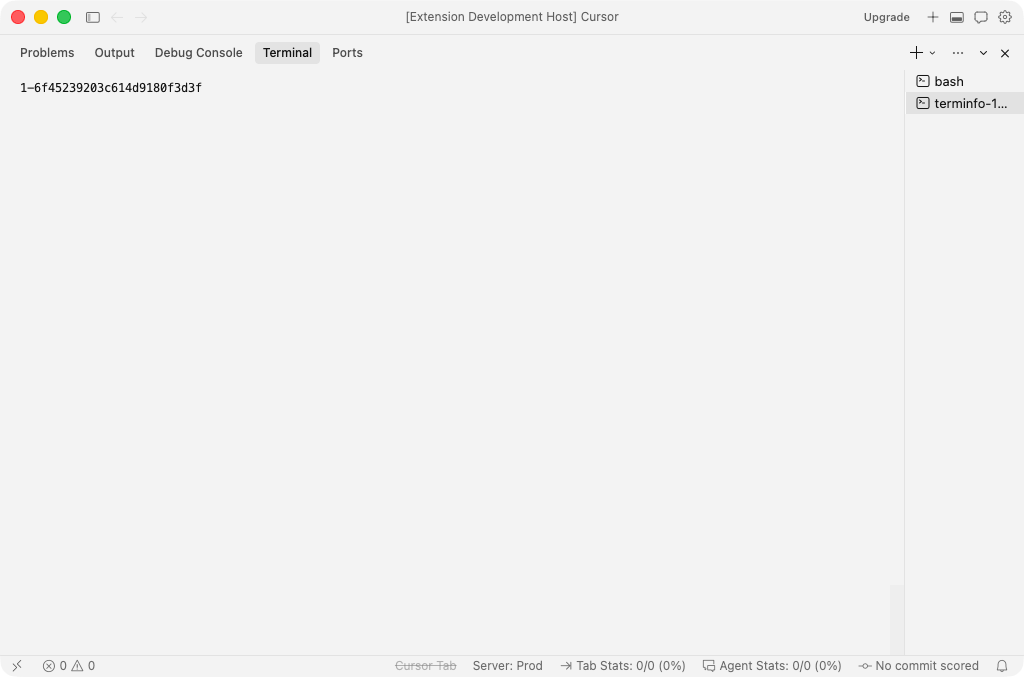 [Extension Development Host] Cursor
Upgrade
Problems Output Debug Console Terminal Ports
1-6f45239203c614d9180f3d3f
bash
terminfo-1...
0 0 Cursor Tab Server: Prod Tab Stats: 0/0 (0%) Agent Stats: 0/0 (0%) No commit scored